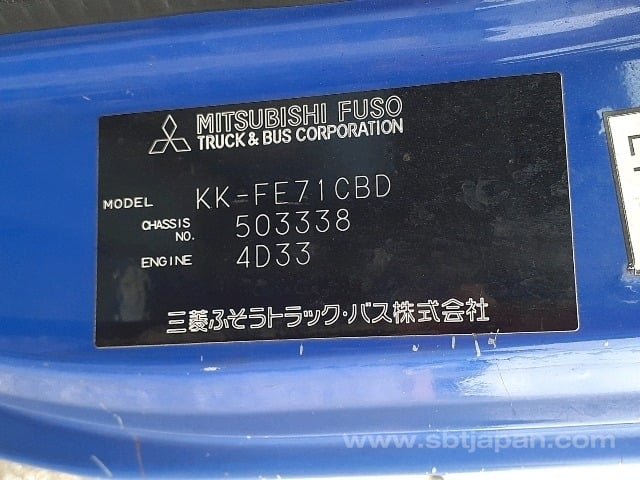 MITSUBISHI FUSO
TRUCK & BUS CORPORATION
MODEL KK-FE71CBD
CHASSIS NO. 503338
ENGINE 4D33
三菱ふそうトラック・バス株式会社
www.sbtjapan.com